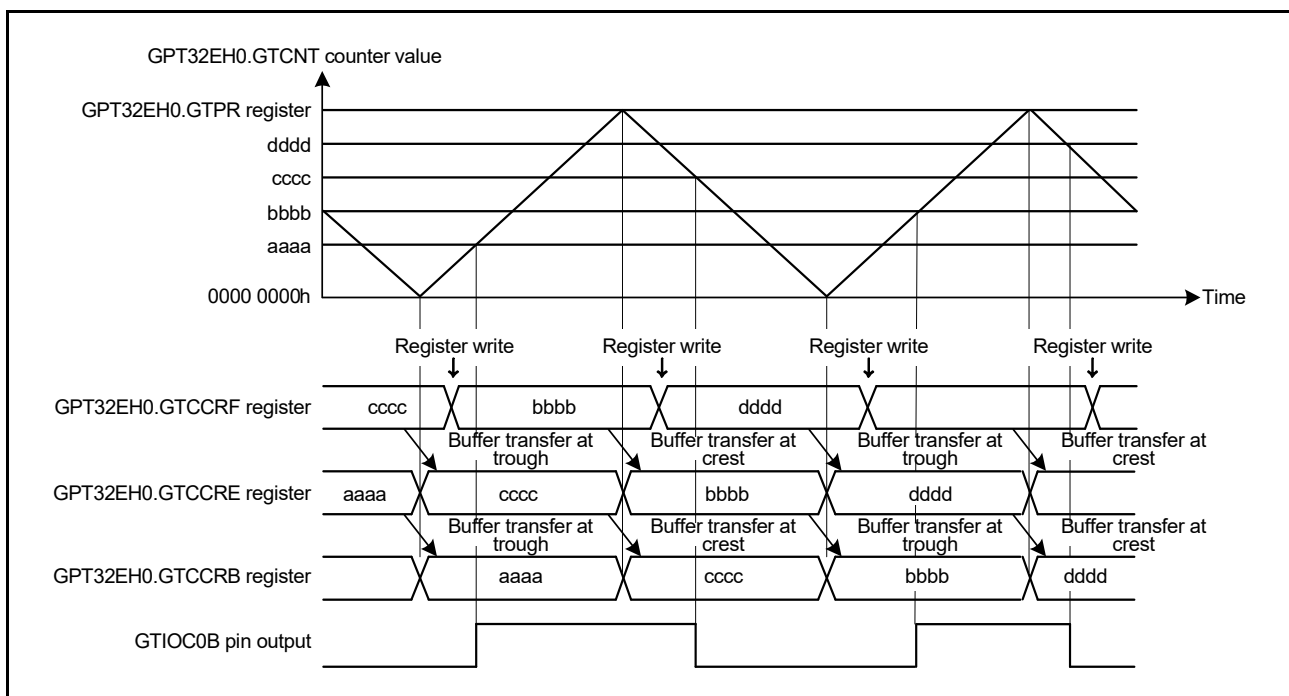 GPT32EH0.GTCNT counter value
GPT32EH0.GTPR register
dddd
cccc
bbbb
aaaa
0000 0000h
Time
Register write Register write Register write Register write
GPT32EH0.GTCCRF register cccc bbbb dddd
Buffer transfer at trough
Buffer transfer at crest
Buffer transfer at trough
Buffer transfer at crest
GPT32EH0.GTCCRE register aaaa cccc bbbb dddd
Buffer transfer at trough
Buffer transfer at crest
Buffer transfer at trough
Buffer transfer at crest
GPT32EH0.GTCCRB register aaaa cccc bbbb dddd
GTIOC0B pin output